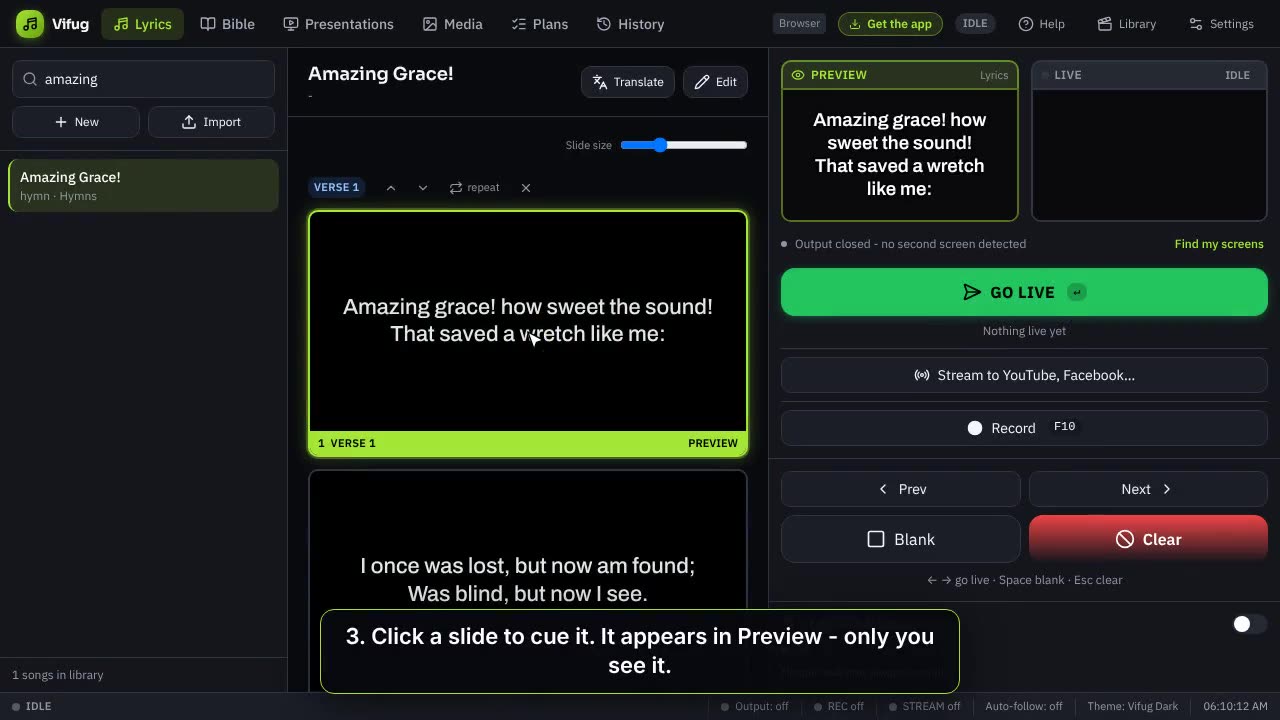 Vifug
Lyrics
Bible
Presentations
Media
Plans
History
Browser
Get the app
IDLE
Help
Library
Settings
amazing
New
Import
Amazing Grace!
hymn · Hymns
1 songs in library
Amazing Grace!
-
Translate
Edit
Slide size
VERSE 1
repeat
Amazing grace! how sweet the sound!
That saved a wretch like me:
1 VERSE 1
PREVIEW
I once was lost, but now am found;
Was blind, but now I see.
PREVIEW
Lyrics
Amazing grace! how
sweet the sound!
That saved a wretch
like me:
LIVE
IDLE
Output closed - no second screen detected
Find my screens
GO LIVE
Nothing live yet
Stream to YouTube, Facebook...
Record F10
Prev
Next
Blank
Clear
← → go live · Space blank · Esc clear
3. Click a slide to cue it. It appears in Preview - only you
see it.
IDLE
Output: off
REC off
STREAM off
Auto-follow: off
Theme: Vifug Dark
06:10:12 AM